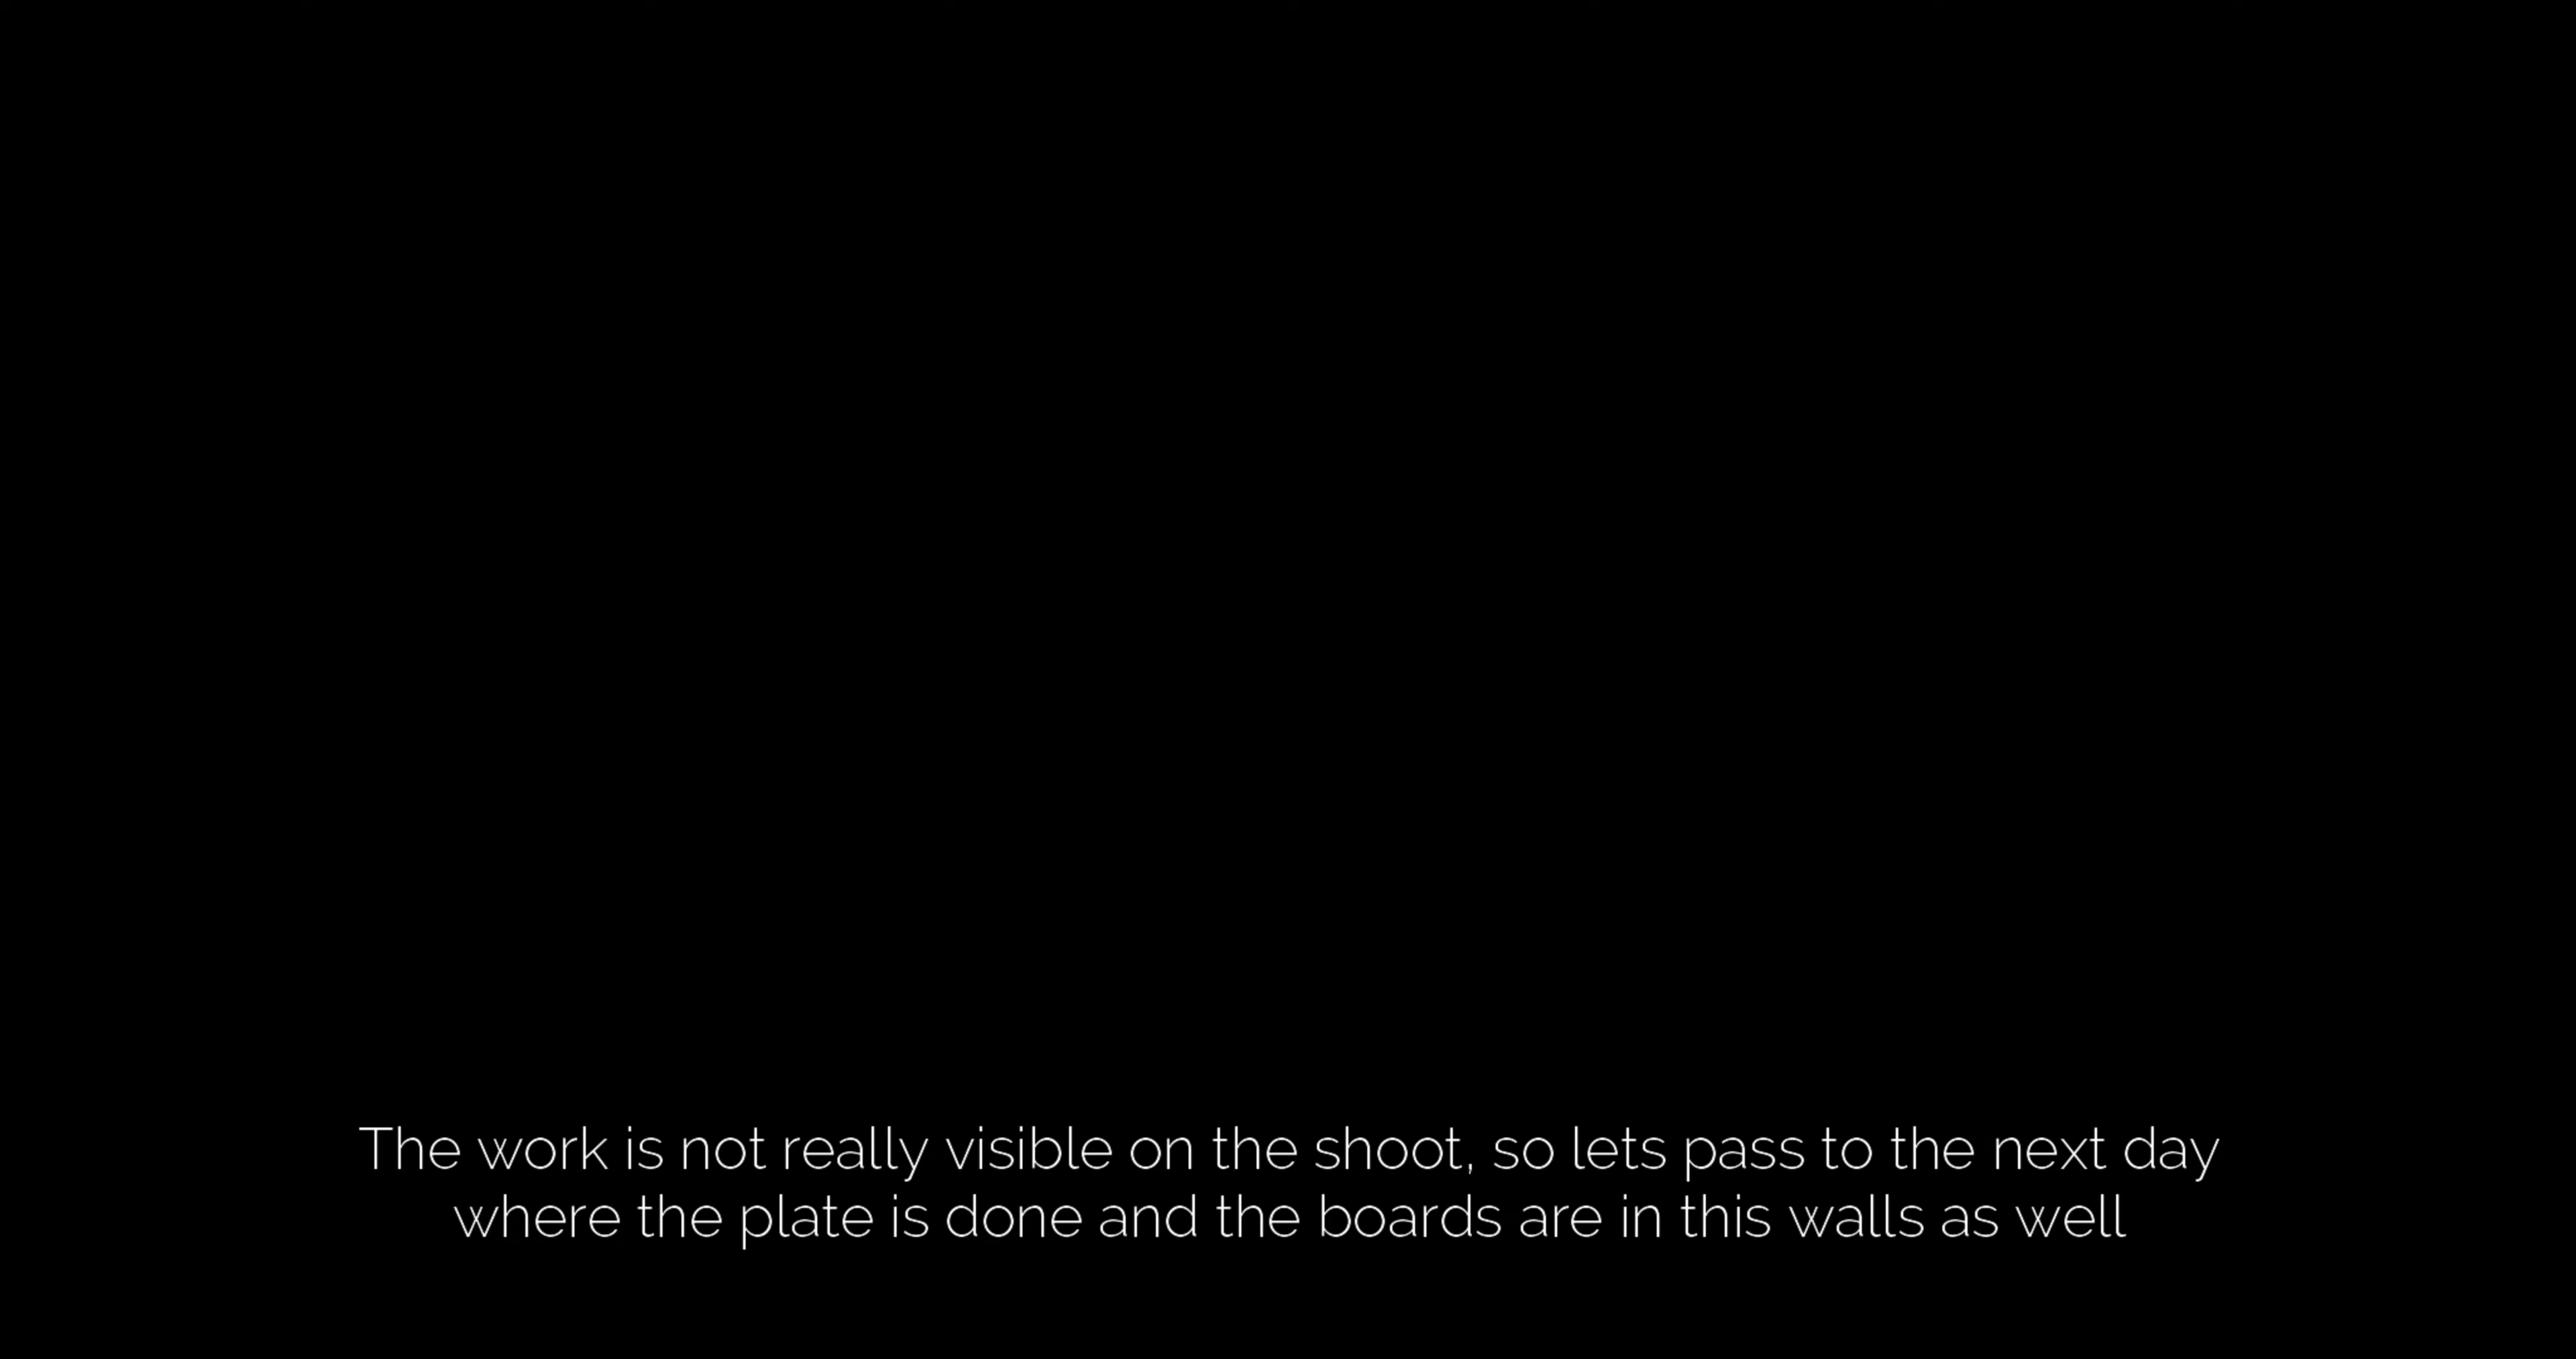 The work is not really visible on the shoot, so lets pass to the next day
where the plate is done and the boards are in this walls as well